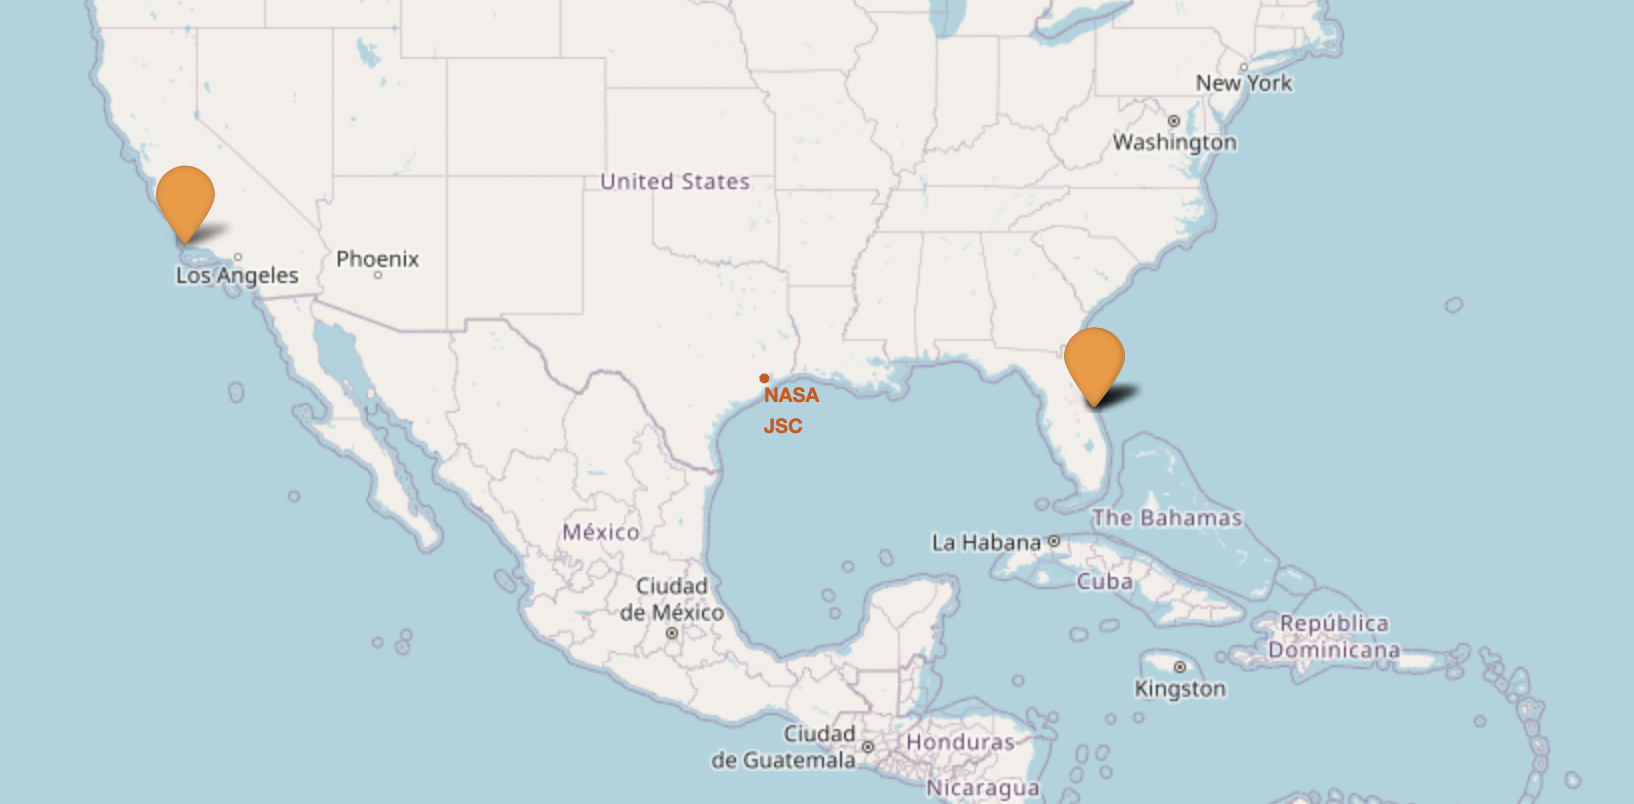 New York
Washington
United States
Phoenix
Los Angeles
NASA
JSC
The Bahamas
México
La Habana
Cuba
Ciudad
de México
República
Dominicana
Kingston
Ciudad
de Guatemala
Honduras
Nicaragua